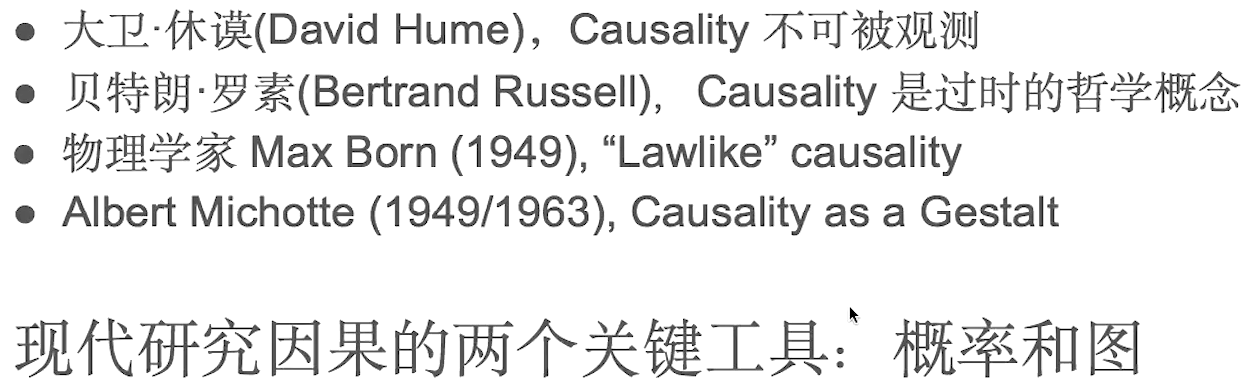 ● 大卫·休谟(David Hume)，Causality 不可被观测
● 贝特朗·罗素(Bertrand Russell)，Causality 是过时的哲学概念
● 物理学家 Max Born (1949), “Lawlike” causality
● Albert Michotte (1949/1963), Causality as a Gestalt
现代研究因果的两个关键工具：概率和图